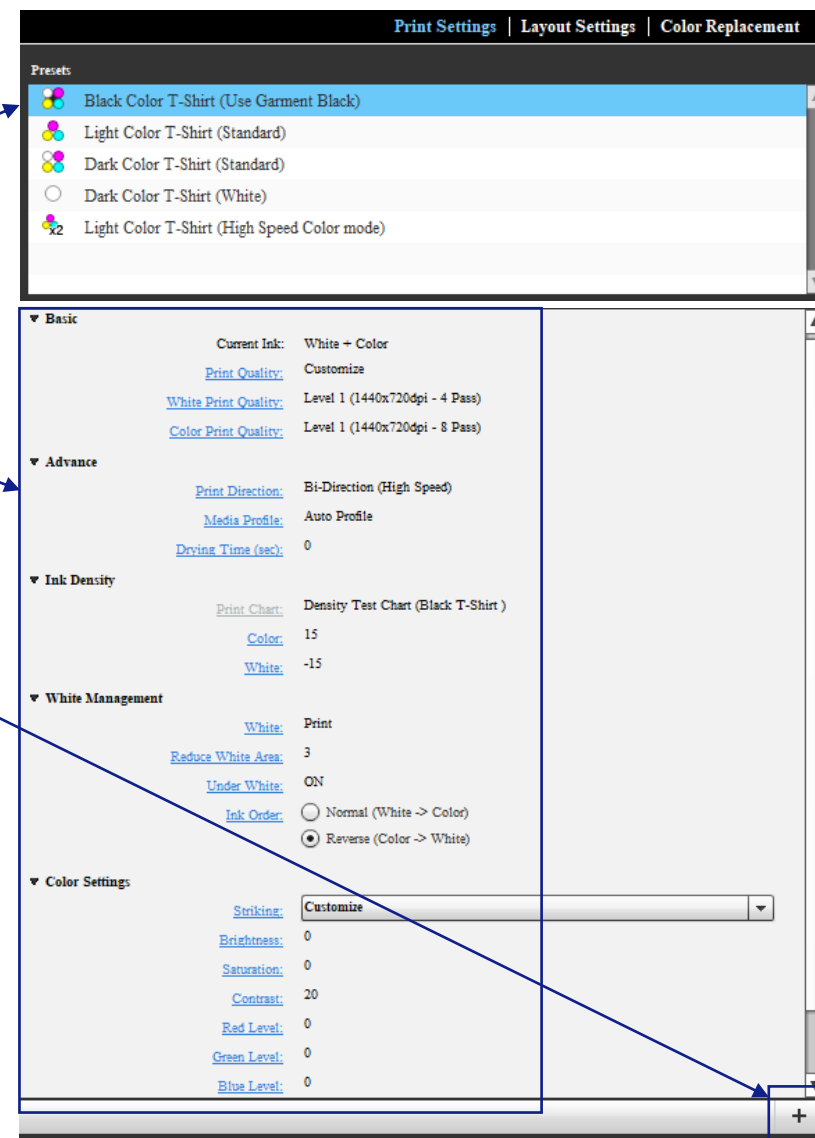 Print Settings | Layout Settings | Color Replacement
Presets
Black Color T-Shirt (Use Garment Black)
Light Color T-Shirt (Standard)
Dark Color T-Shirt (Standard)
Dark Color T-Shirt (White)
x2 Light Color T-Shirt (High Speed Color mode)
▼ Basic
Current Ink: White + Color
Print Quality: Customize
White Print Quality: Level 1 (1440x720dpi - 4 Pass)
Color Print Quality: Level 1 (1440x720dpi - 8 Pass)
▼ Advance
Print Direction: Bi-Direction (High Speed)
Media Profile: Auto Profile
Drying Time (sec): 0
▼ Ink Density
Print Chart: Density Test Chart (Black T-Shirt )
Color: 15
White: -15
▼ White Management
White: Print
Reduce White Area: 3
Under White: ON
Ink Order: Normal (White -> Color)
Reverse (Color -> White)
▼ Color Settings
Striking: Customize
Brightness: 0
Saturation: 0
Contrast: 20
Red Level: 0
Green Level: 0
Blue Level: 0
+